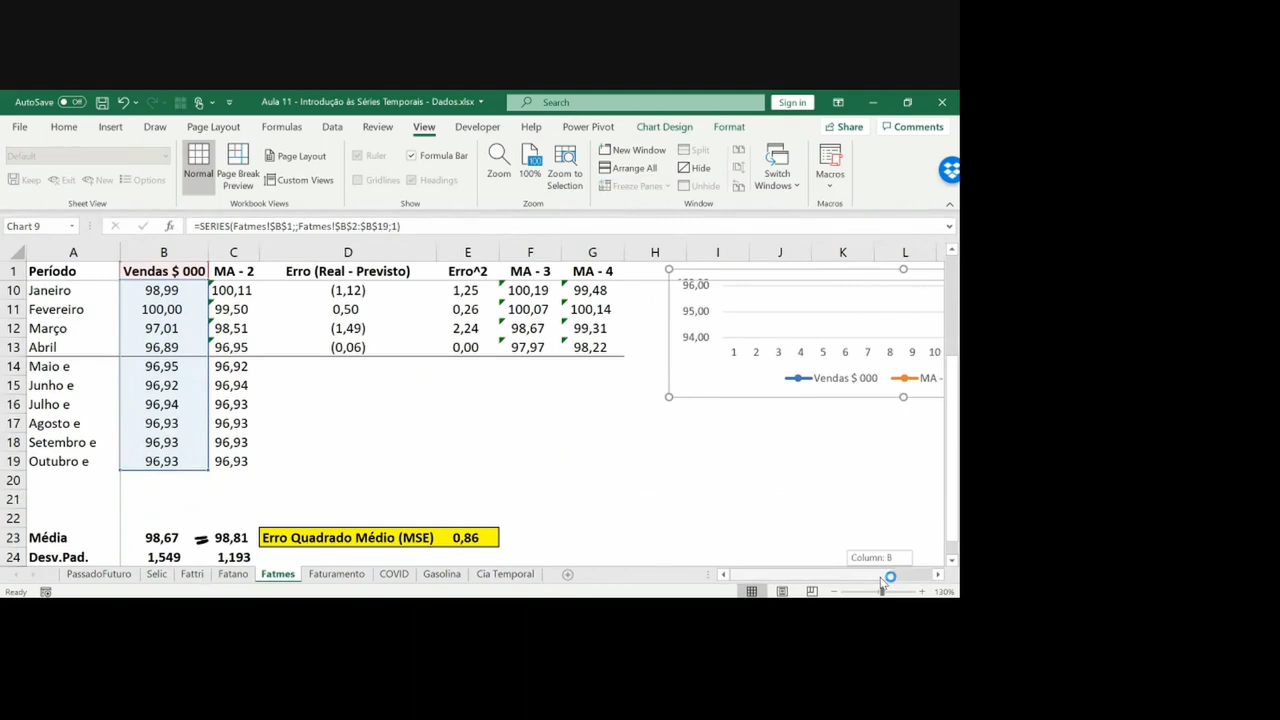 AutoSave Off Aula 11 - Introdução às Séries Temporais - Dados.xlsx Search Sign in
File Home Insert Draw Page Layout Formulas Data Review View Developer Help Power Pivot Chart Design Format Share Comments
Default
Keep Exit New Options
Sheet View
Normal Page Break Preview Page Layout Custom Views
Workbook Views
Ruler Formula Bar
Gridlines Headings
Show
Zoom 100% Zoom to Selection
Zoom
New Window Split
Arrange All Hide
Freeze Panes Unhide
Switch Windows
Window
Macros
Macros
Chart 9 fx =SERIES(Fatmes!$B$1;;Fatmes!$B$2:$B$19;1)
A B C D E F G H I J K L
1 Período Vendas $ 000 MA - 2 Erro (Real - Previsto) Erro^2 MA - 3 MA - 4
10 Janeiro 98,99 100,11 (1,12) 1,25 100,19 99,48
11 Fevereiro 100,00 99,50 0,50 0,26 100,07 100,14
12 Março 97,01 98,51 (1,49) 2,24 98,67 99,31
13 Abril 96,89 96,95 (0,06) 0,00 97,97 98,22
14 Maio e 96,95 96,92
15 Junho e 96,92 96,94
16 Julho e 96,94 96,93
17 Agosto e 96,93 96,93
18 Setembro e 96,93 96,93
19 Outubro e 96,93 96,93
20
21
22
23 Média 98,67 = 98,81 Erro Quadrado Médio (MSE) 0,86
24 Desv.Pad. 1,549 1,193
96,00
95,00
94,00
1 2 3 4 5 6 7 8 9 10
Vendas $ 000 MA -
Column: B
PassadoFuturo Selic Fattri Fatano Fatmes Faturamento COVID Gasolina Cia Temporal
Ready 130%